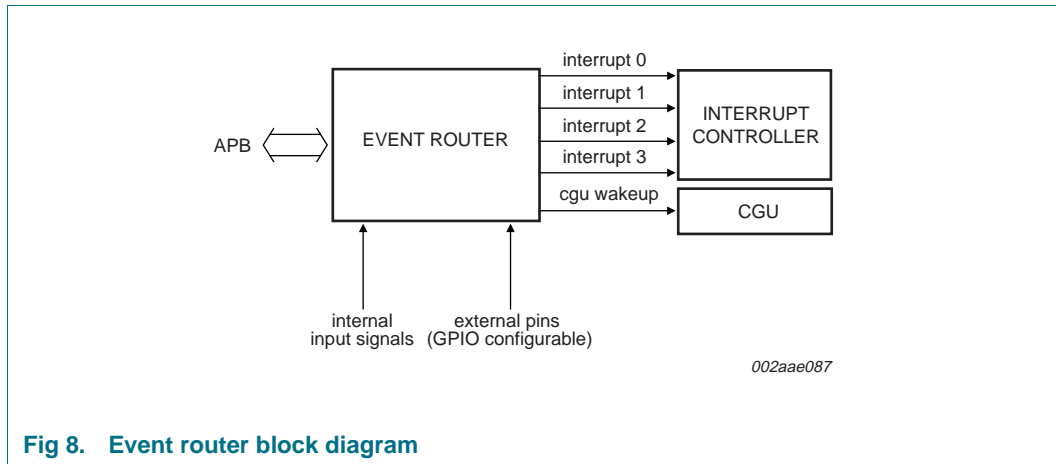 interrupt 0
interrupt 1
interrupt 2
interrupt 3
cgu wakeup
APB
EVENT ROUTER
INTERRUPT
CONTROLLER
CGU
internal
input signals
external pins
(GPIO configurable)
002aae087
Fig 8. Event router block diagram